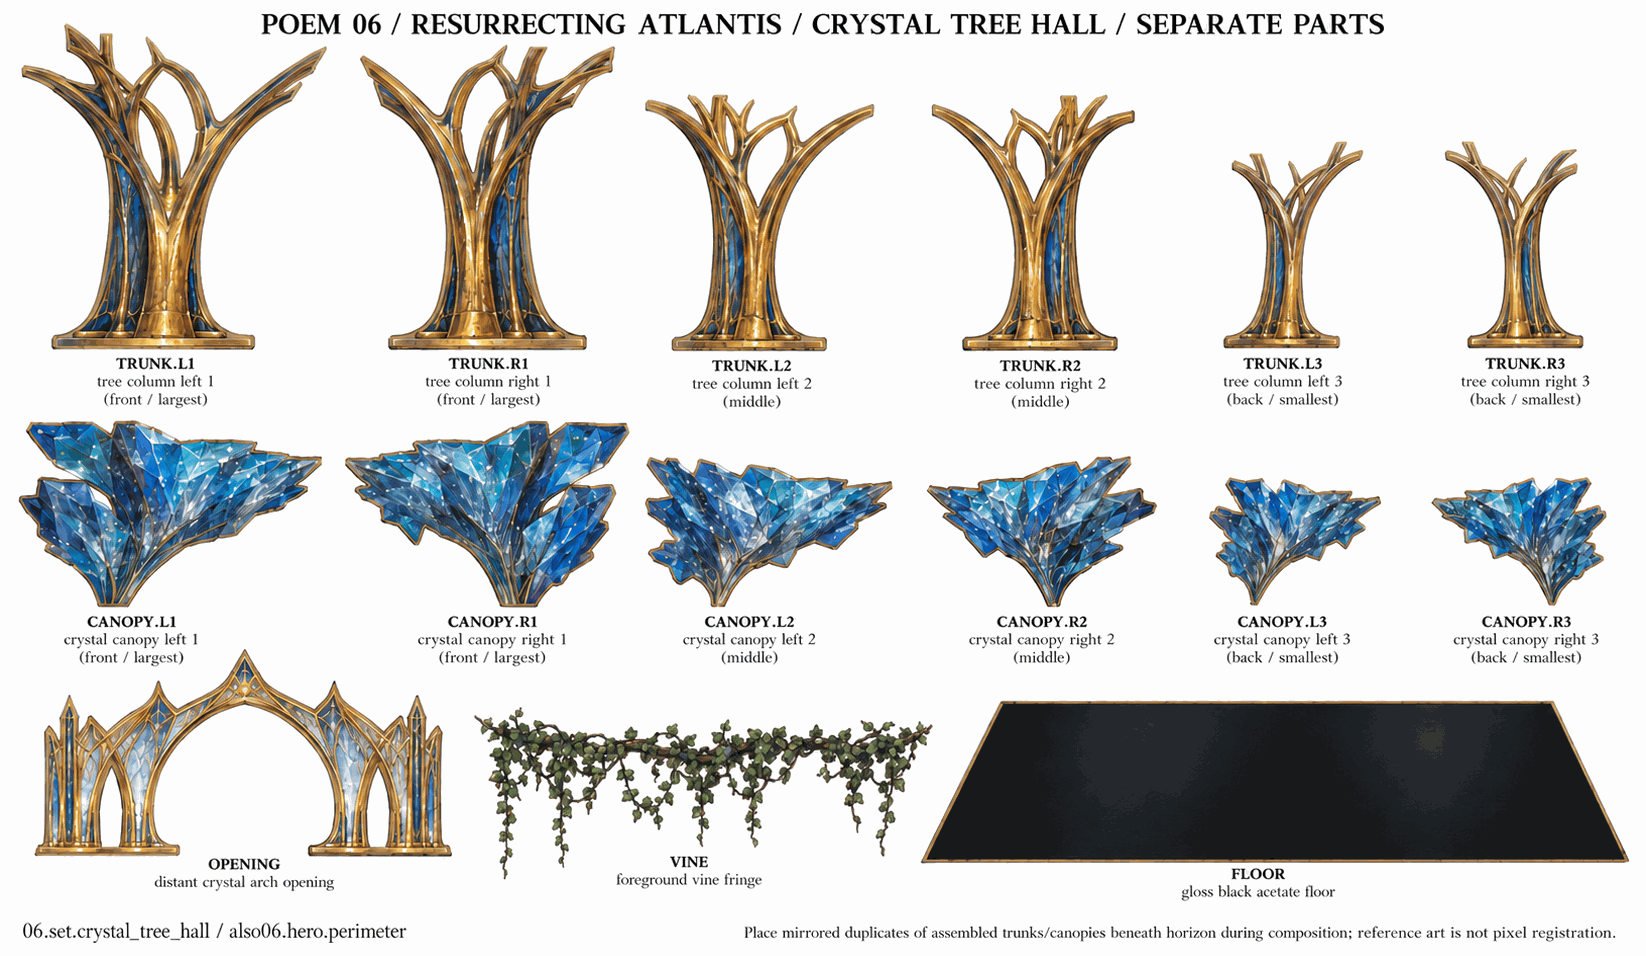 POEM 06 / RESURRECTING ATLANTIS / CRYSTAL TREE HALL / SEPARATE PARTS
TRUNK.L1
tree column left 1
(front / largest)
TRUNK.R1
tree column right 1
(front / largest)
TRUNK.L2
tree column left 2
(middle)
TRUNK.R2
tree column right 2
(middle)
TRUNK.L3
tree column left 3
(back / smallest)
TRUNK.R3
tree column right 3
(back / smallest)
CANOPY.L1
crystal canopy left 1
(front / largest)
CANOPY.R1
crystal canopy right 1
(front / largest)
CANOPY.L2
crystal canopy left 2
(middle)
CANOPY.R2
crystal canopy right 2
(middle)
CANOPY.L3
crystal canopy left 3
(back / smallest)
CANOPY.R3
crystal canopy right 3
(back / smallest)
OPENING
distant crystal arch opening
VINE
foreground vine fringe
FLOOR
gloss black acetate floor
06.set.crystal_tree_hall / also06.hero.perimeter
Place mirrored duplicates of assembled trunks/canopies beneath horizon during composition; reference art is not pixel registration.